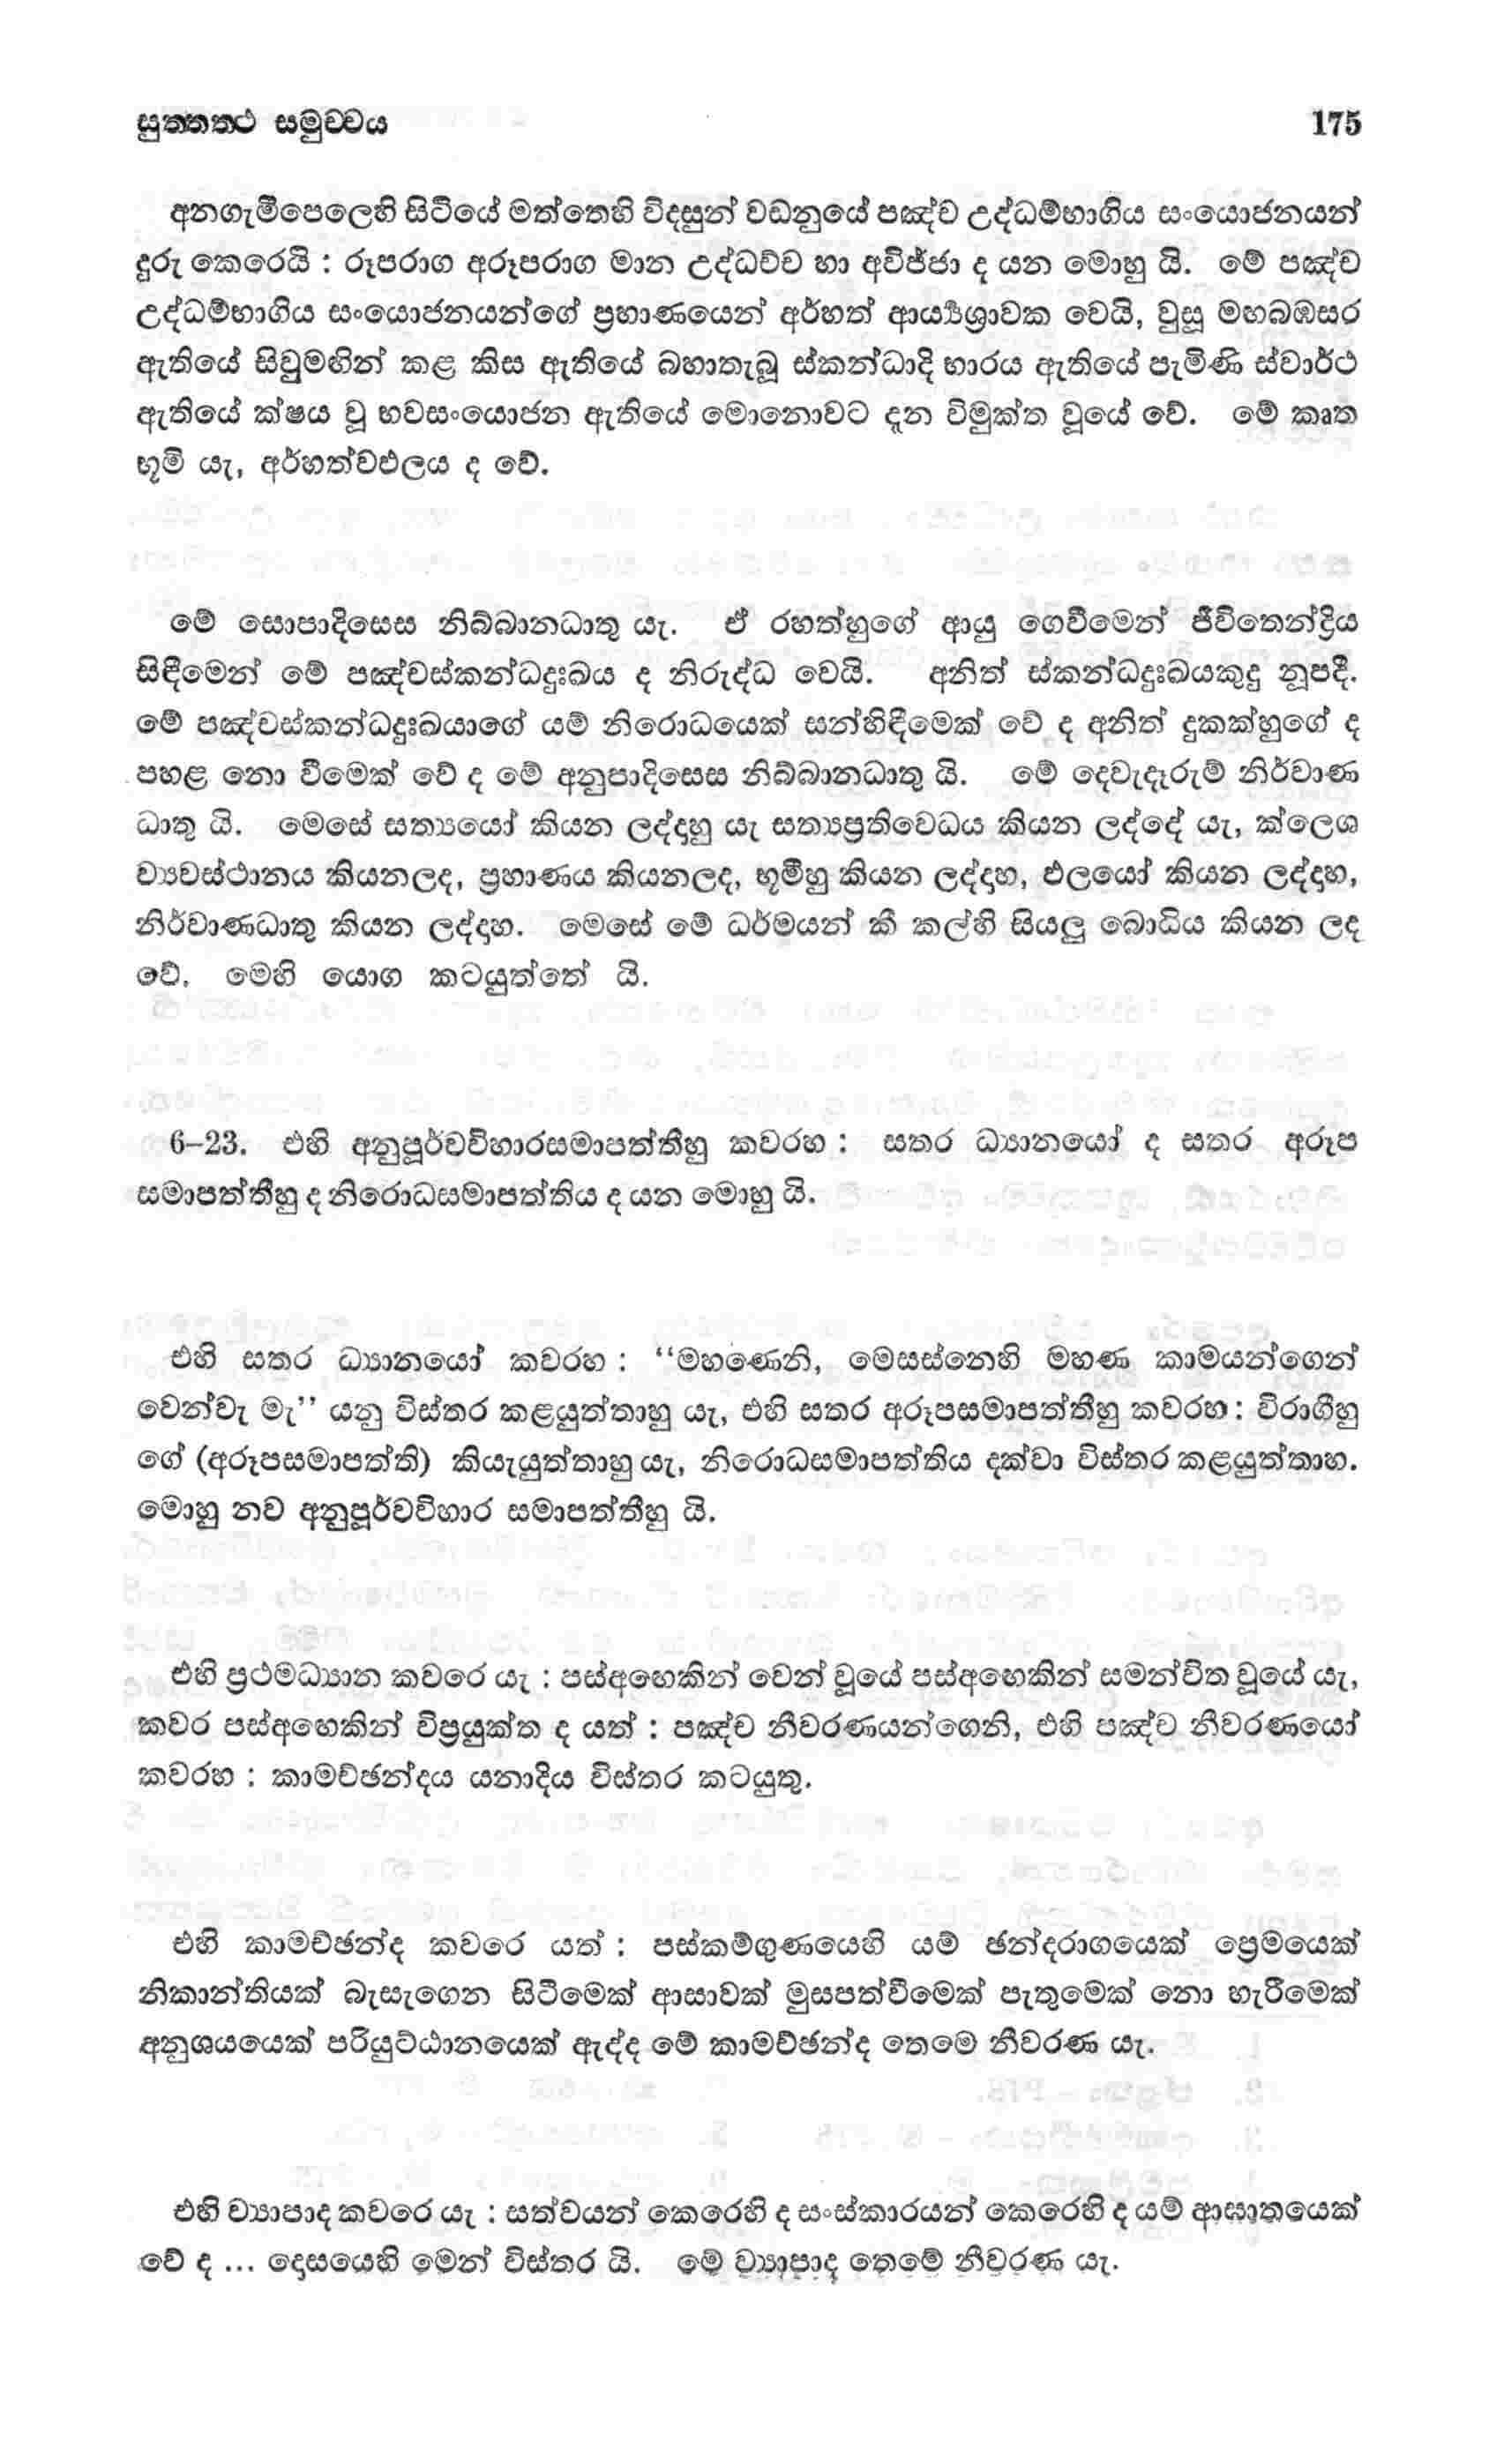 සුත්තත්ථ සමුච්චය 175
අනගැමීපෙලෙහි සිටියේ මත්තෙහි විදසුන් වඩනුයේ පඤ්ච උද්ධම්භාගිය සංයොජනයන්
දුරු කෙරෙයි : රූපරාග අරූපරාග මාන උද්ධච්ච හා අවිජ්ජා ද යන මොහු යි. මේ පඤ්ච
උද්ධම්භාගිය සංයොජනයන්ගේ ප්‍රහාණයෙන් අර්හත් ආර්‍ය්‍යශ්‍රාවක වෙයි, වුසූ මහබඹසර
ඇතියේ සිවුමඟින් කළ කිස ඇතියේ බහාතැබූ ස්කන්ධාදි භාරය ඇතියේ පැමිණි ස්වාර්ථ
ඇතියේ ක්ෂය වූ භවසංයොජන ඇතියේ මොනොවට දැන විමුක්ත වූයේ වේ. මේ කෘත
භූමි යැ, අර්හත්වඵලය ද වේ.
මේ සොපාදිසෙස නිබ්බානධාතු යැ. ඒ රහත්හුගේ ආයු ගෙවීමෙන් ජීවිතෙන්ද්‍රිය
සිඳීමෙන් මේ පඤ්චස්කන්ධදුඃඛය ද නිරුද්ධ වෙයි. අනිත් ස්කන්ධදුඃඛයකුදු නූපදී.
මේ පඤ්චස්කන්ධදුඃඛයාගේ යම් නිරොධයෙක් සන්හිඳීමෙක් වේ ද අනිත් දුකක්හුගේ ද
පහළ නො වීමෙක් වේ ද මේ අනුපාදිසෙස නිබ්බානධාතු යි. මේ දෙවැදෑරුම් නිර්වාණ
ධාතු යි. මෙසේ සත්‍යයෝ කියන ලද්දාහු යැ සත්‍යප්‍රතිවෙධය කියන ලද්දේ යැ, ක්ලෙශ
ව්‍යවස්ථානය කියනලද, ප්‍රහාණය කියනලද, භූමීහු කියන ලද්දාහ, ඵලයෝ කියන ලද්දාහ,
නිර්වාණධාතු කියන ලද්දාහ. මෙසේ මේ ධර්මයන් කී කල්හි සියලු බොධිය කියන ලද
වේ. මෙහි යොග කටයුත්තේ යි.
6–23. එහි අනුපූර්වවිහාරසමාපත්තීහු කවරහ : සතර ධ්‍යානයෝ ද සතර අරූප
සමාපත්තීහු ද නිරොධසමාපත්තිය ද යන මොහු යි.
එහි සතර ධ්‍යානයෝ කවරහ : “මහණෙනි, මෙසස්නෙහි මහණ කාමයන්ගෙන්
වෙන්වැ මැ” යනු විස්තර කළයුත්තාහු යැ, එහි සතර අරූපසමාපත්තීහු කවරහ : විරාගීහු
ගේ (අරූපසමාපත්ති) කියැයුත්තාහු යැ, නිරොධසමාපත්තිය දක්වා විස්තර කළයුත්තාහ.
මොහු නව අනුපූර්වවිහාර සමාපත්තීහු යි.
එහි ප්‍රථමධ්‍යාන කවරෙ යැ : පස්අඟෙකින් වෙන් වූයේ පස්අඟෙකින් සමන්විත වූයේ යැ,
කවර පස්අඟෙකින් විප්‍රයුක්ත ද යත් : පඤ්ච නීවරණයන්ගෙනි, එහි පඤ්ච නීවරණයෝ
කවරහ : කාමච්ඡන්දය යනාදිය විස්තර කටයුතු.
එහි කාමච්ඡන්ද කවරෙ යත් : පස්කම්ගුණයෙහි යම් ඡන්දරාගයෙක් ප්‍රෙමයෙක්
නිකාන්තියක් බැසැගෙන සිටීමෙක් ආසාවක් මුසපත්වීමෙක් පැතුමෙක් නො හැරීමෙක්
අනුශයයෙක් පරියුට්ඨානයෙක් ඇද්ද මේ කාමච්ඡන්ද තෙමෙ නීවරණ යැ.
එහි ව්‍යාපාද කවරෙ යැ : සත්වයන් කෙරෙහි ද සංස්කාරයන් කෙරෙහි ද යම් ආඝාතයෙක්
වේ ද ... දොසයෙහි මෙන් විස්තර යි. මේ ව්‍යාපාද තෙමේ නීවරණ යැ.